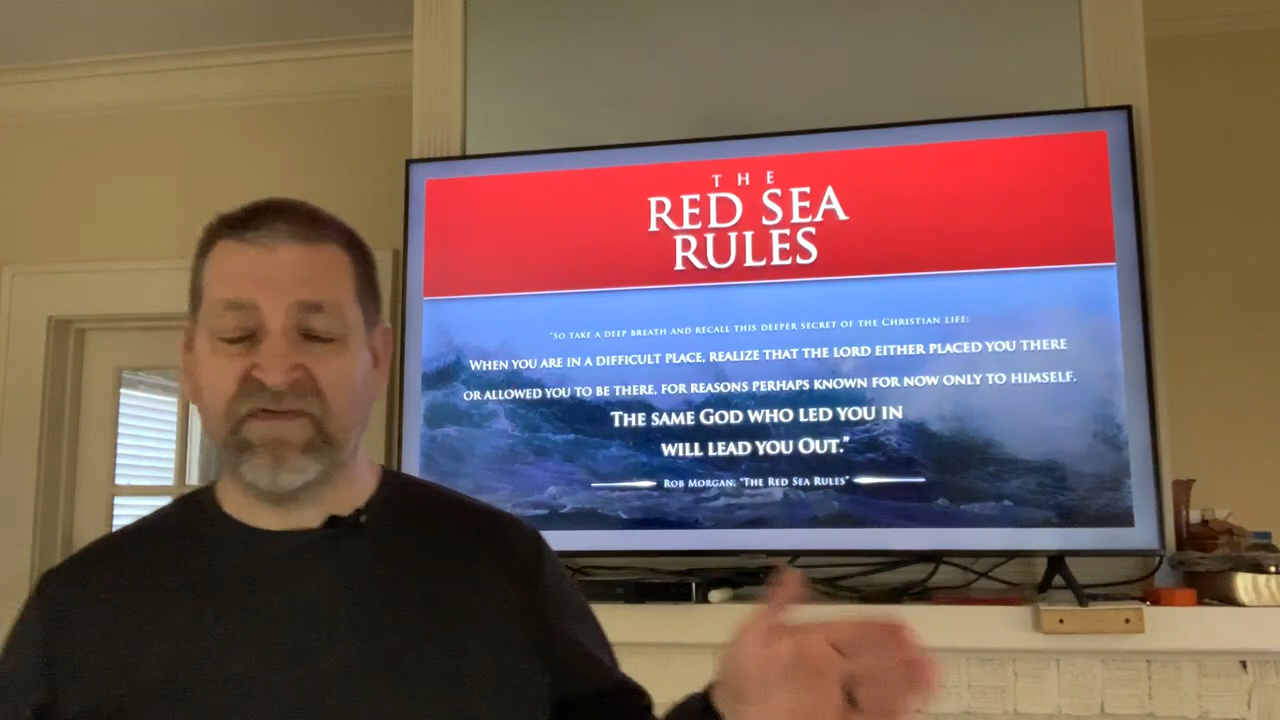 THE
RED SEA
RULES
"SO TAKE A DEEP BREATH AND RECALL THIS DEEPER SECRET OF THE CHRISTIAN LIFE:
WHEN YOU ARE IN A DIFFICULT PLACE, REALIZE THAT THE LORD EITHER PLACED YOU THERE
OR ALLOWED YOU TO BE THERE, FOR REASONS PERHAPS KNOWN FOR NOW ONLY TO HIMSELF.
THE SAME GOD WHO LED YOU IN
WILL LEAD YOU OUT."
ROB MORGAN; "THE RED SEA RULES"